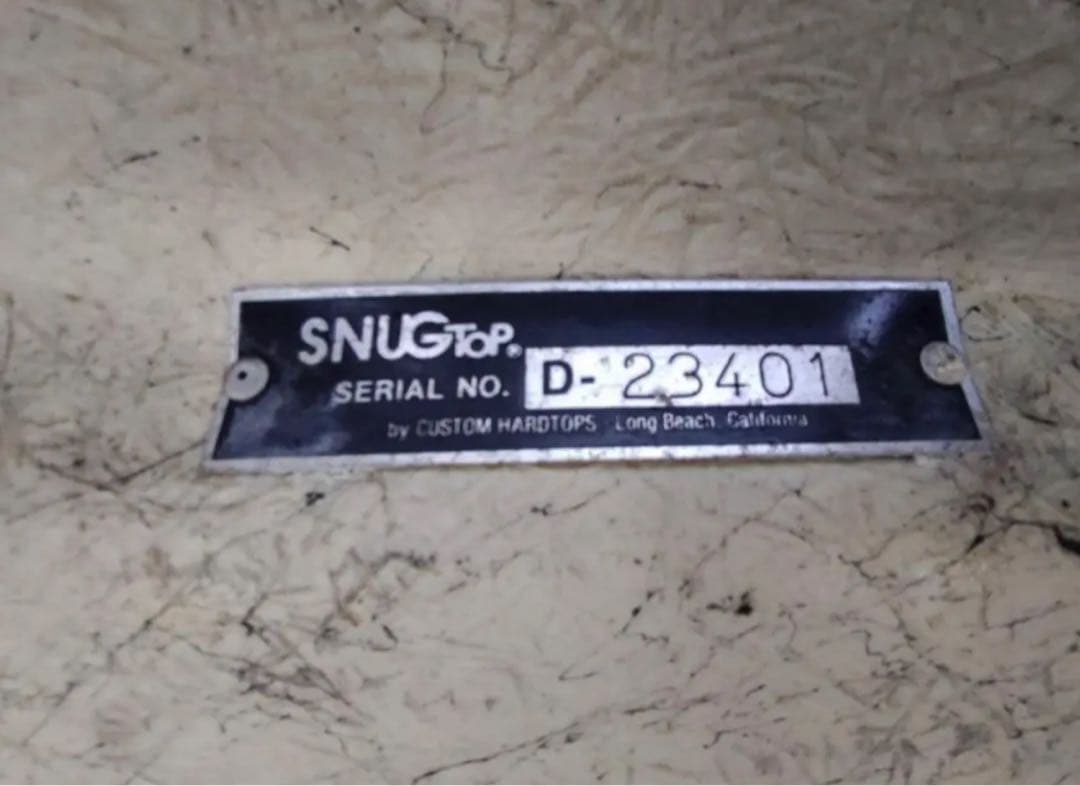 SNUGTOP®
SERIAL NO. D- 23401
by CUSTOM HARDTOPS Long Beach, California